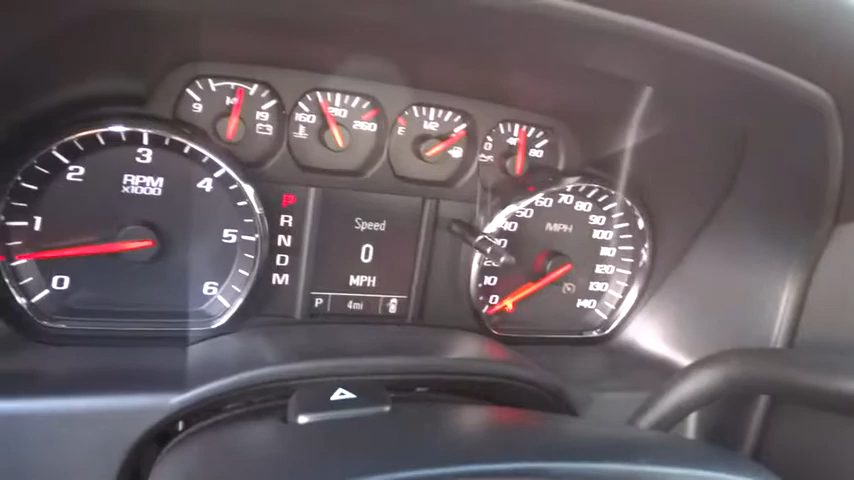 9 14 19
160 210 260
E 1/2
0 40 80
0 1 2 3 4 5 6
RPM
X1000
P
R
N
D
M
Speed
0
MPH
P 4mi
MPH
0 10 20 40 50 60 70 80 90 100 110 120 130 140